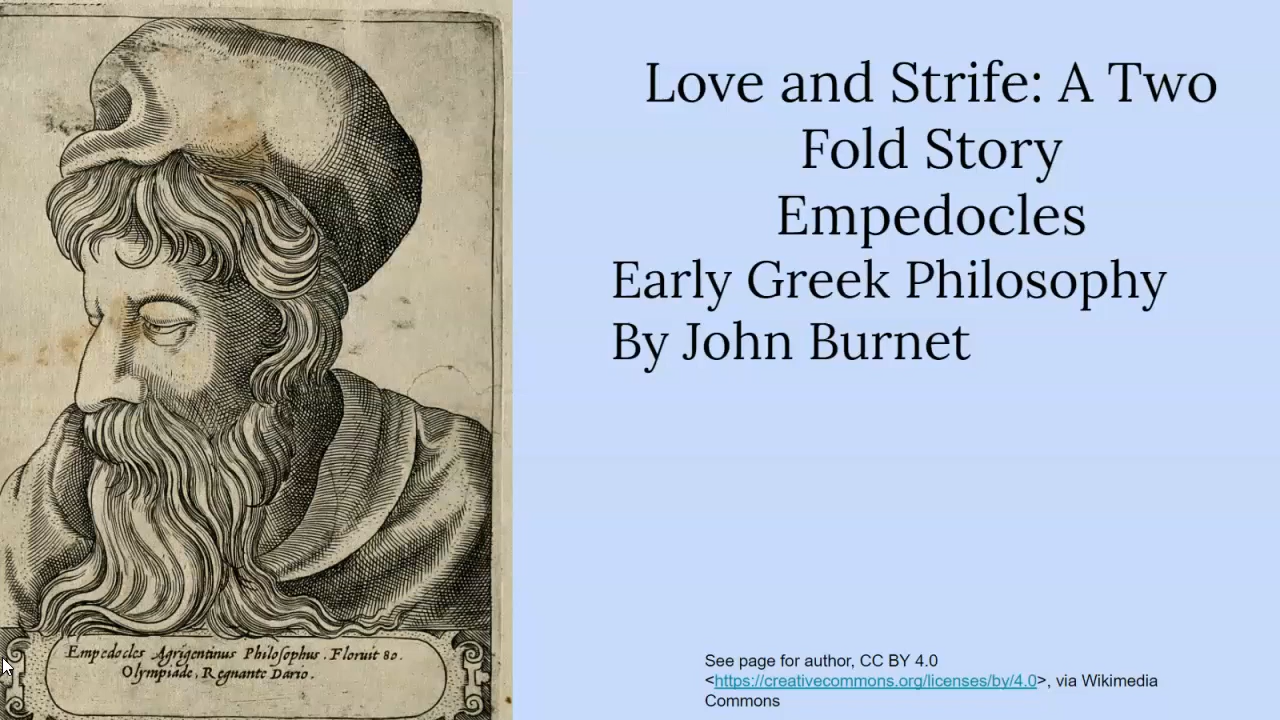 Love and Strife: A Two
Fold Story
Empedocles
Early Greek Philosophy
By John Burnet
Empedocles Agrigentinus Philosophus. Floruit 80.
Olympiade, Regnante Dario.
See page for author, CC BY 4.0
<https://creativecommons.org/licenses/by/4.0>, via Wikimedia
Commons